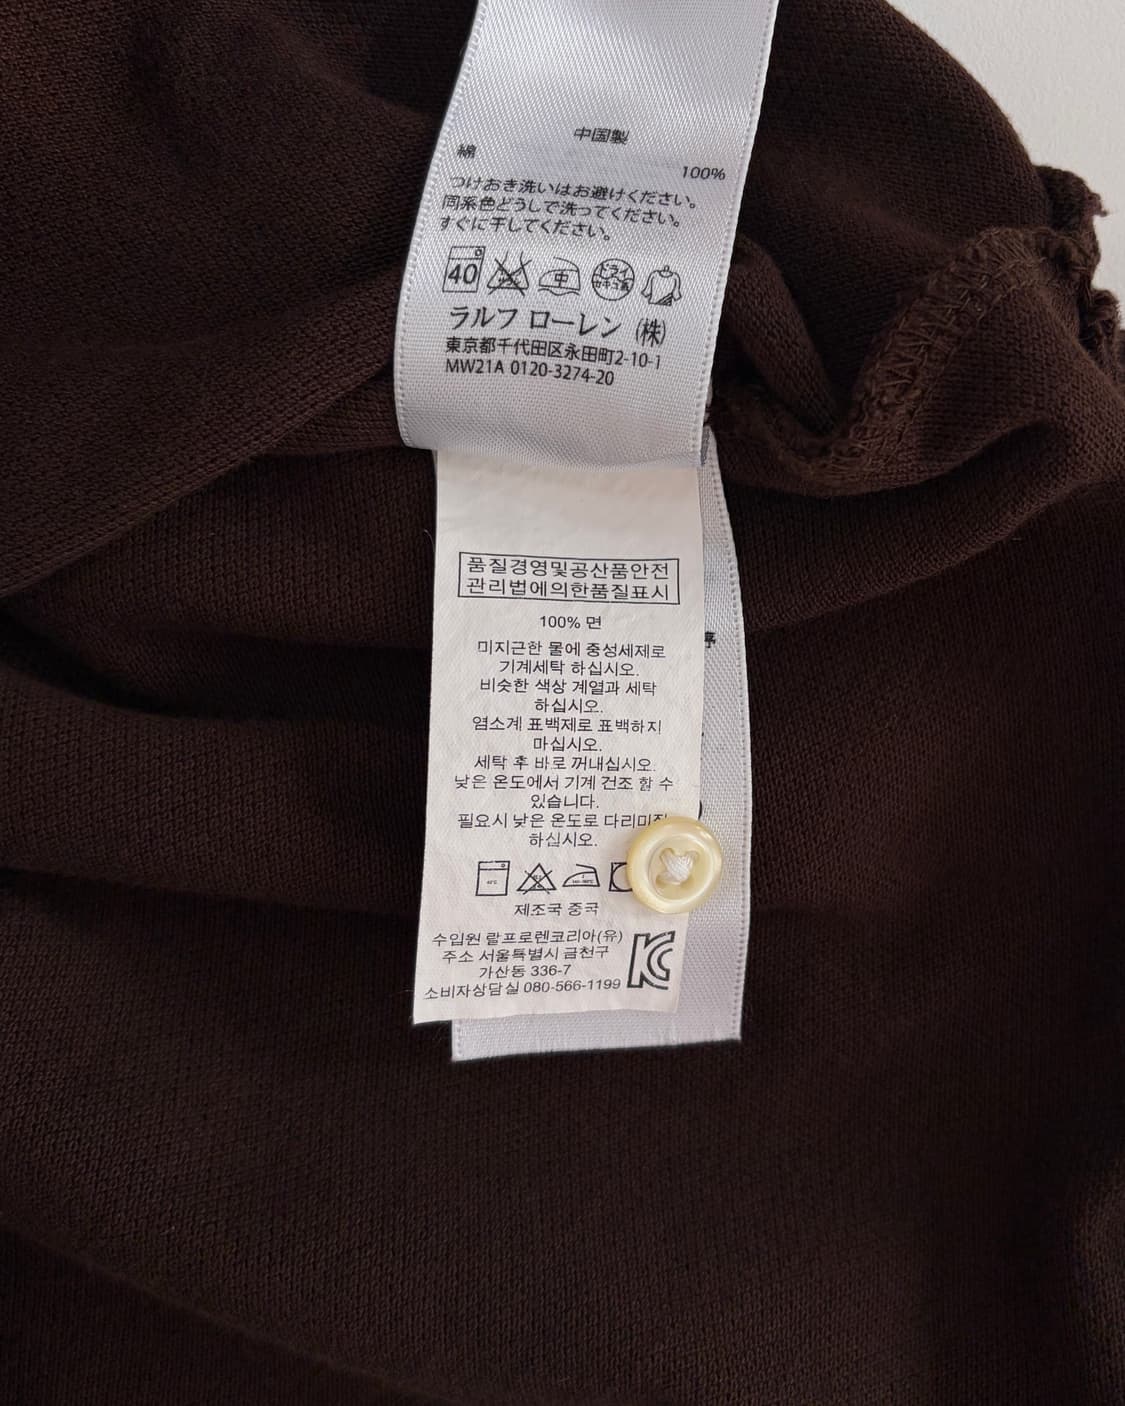 中国製
綿 100%
つけおき洗いはお避けください。
同系色どうしで洗ってください。
すぐに干してください。
40 中 ドライ セキユ系
ラルフ ローレン (株)
東京都千代田区永田町2-10-1
MW21A 0120-3274-20
품질경영및공산품안전
관리법에의한품질표시
100% 면
미지근한 물에 중성세제로
기계세탁 하십시오.
비슷한 색상 계열과 세탁
하십시오.
염소계 표백제로 표백하지
마십시오.
세탁 후 바로 꺼내십시오.
낮은 온도에서 기계 건조 할 수
있습니다.
필요시 낮은 온도로 다리미질
하십시오.
제조국 중국
수입원 랄프로렌코리아(유)
주소 서울특별시 금천구
가산동 336-7
소비자상담실 080-566-1199